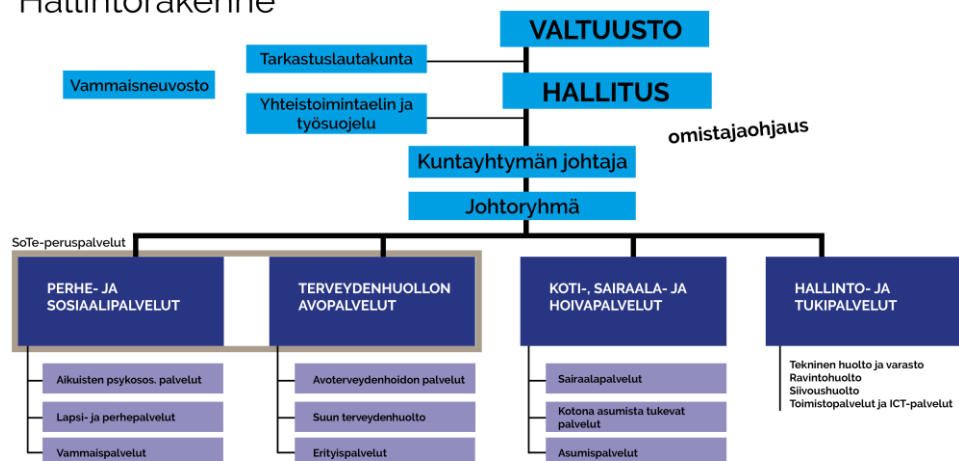 Hallintorakenne
VALTUUSTO
Tarkastuslautakunta
Vammaisneuvosto
HALLITUS
Yhteistoimintaelin ja
työsuojelu
omistajaohjaus
Kuntayhtymän johtaja
Johtoryhmä
SoTe-peruspalvelut
PERHE- JA
SOSIAALIPALVELUT
TERVEYDENHUOLLON
AVOPALVELUT
KOTI-, SAIRAALA- JA
HOIVAPALVELUT
HALLINTO- JA
TUKIPALVELUT
Aikuisten psykosos. palvelut
Lapsi- ja perhepalvelut
Vammaispalvelut
Avoterveydenhoidon palvelut
Suun terveydenhuolto
Erityispalvelut
Sairaalapalvelut
Kotona asumista tukevat
palvelut
Asumispalvelut
Tekninen huolto ja varasto
Ravintohuolto
Siivoushuolto
Toimistopalvelut ja ICT-palvelut